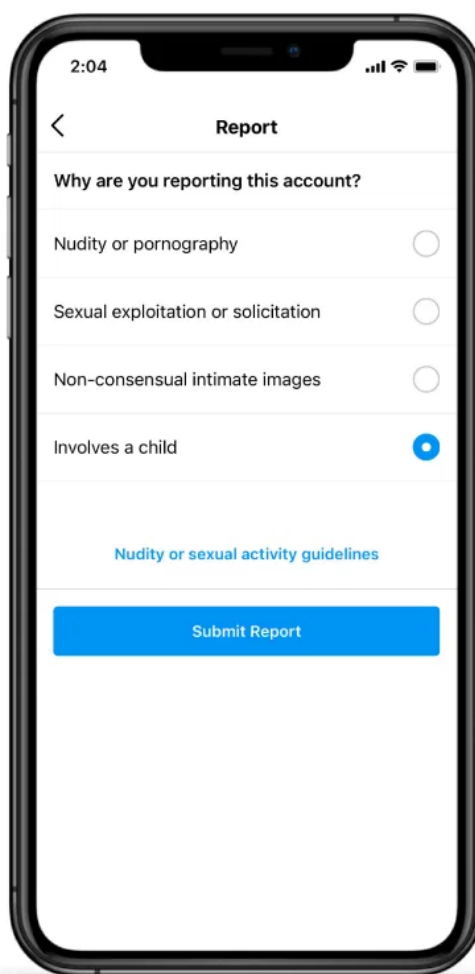 2:04
Report
Why are you reporting this account?
Nudity or pornography
Sexual exploitation or solicitation
Non-consensual intimate images
Involves a child
Nudity or sexual activity guidelines
Submit Report